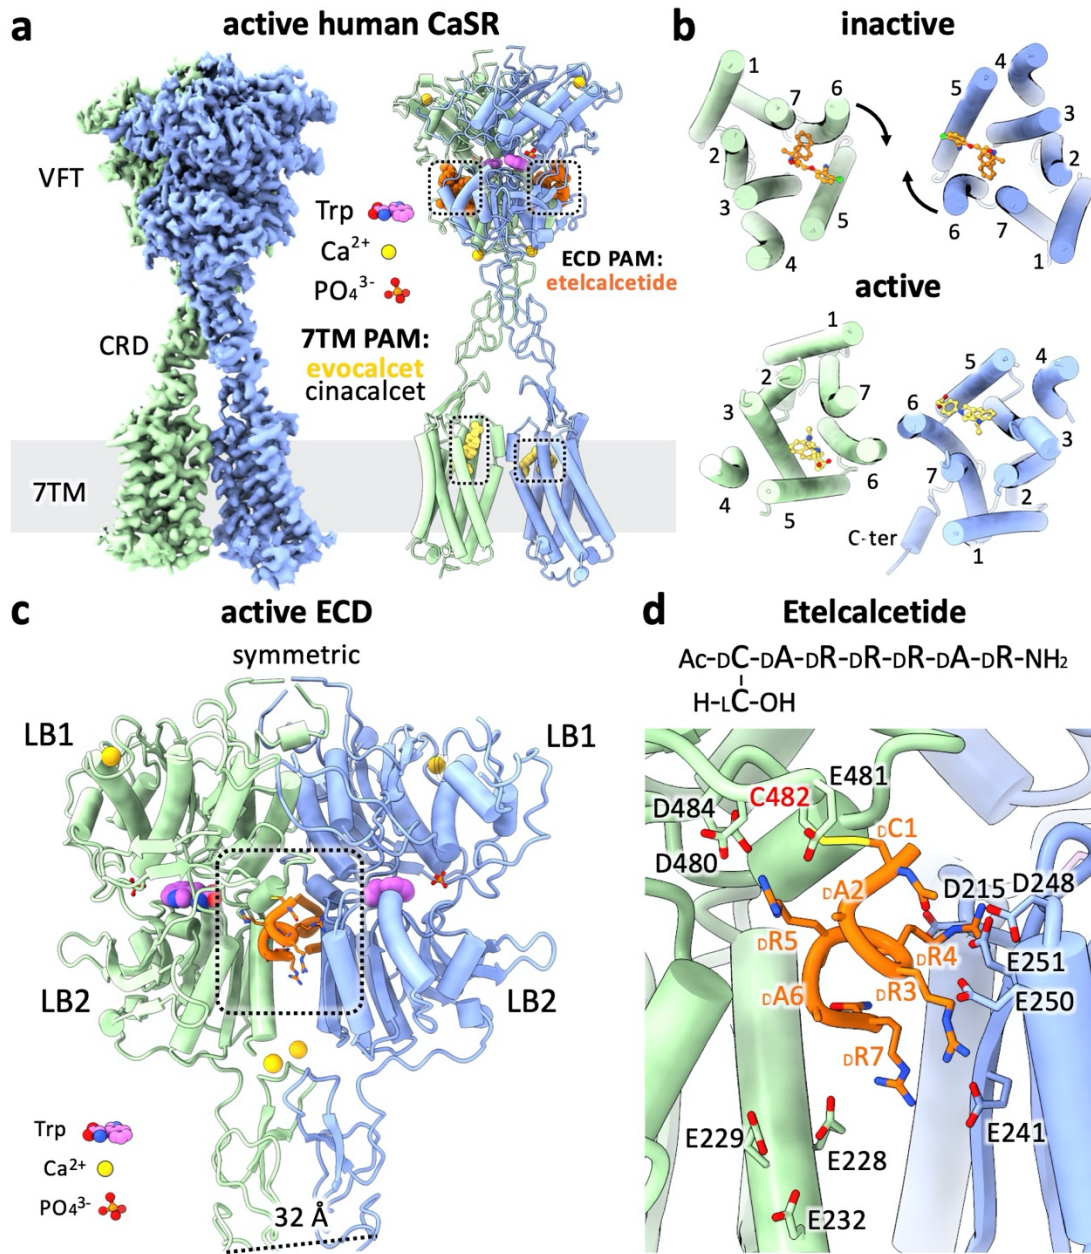 a
active human CaSR
VFT
Trp
Ca²⁺
PO₄³⁻
ECD PAM:
etelcalcetide
CRD
7TM PAM:
evocalcet
cinacalcet
7TM
b
inactive
1
7
6
2
3
5
4
4
5
3
2
6
7
1
active
1
2
3
7
4
6
5
5
4
6
3
7
2
C-ter
1
c
active ECD
symmetric
LB1
LB1
LB2
LB2
Trp
Ca²⁺
PO₄³⁻
32 Å
d
Etelcalcetide
Ac-DC-DA-DR-DR-DR-DA-DR-NH₂
H-LC-OH
E481
D484
C482
DC1
D480
DA2
D215
D248
DR5
DR4
E251
DA6
DR3
E250
DR7
E229
E228
E241
E232